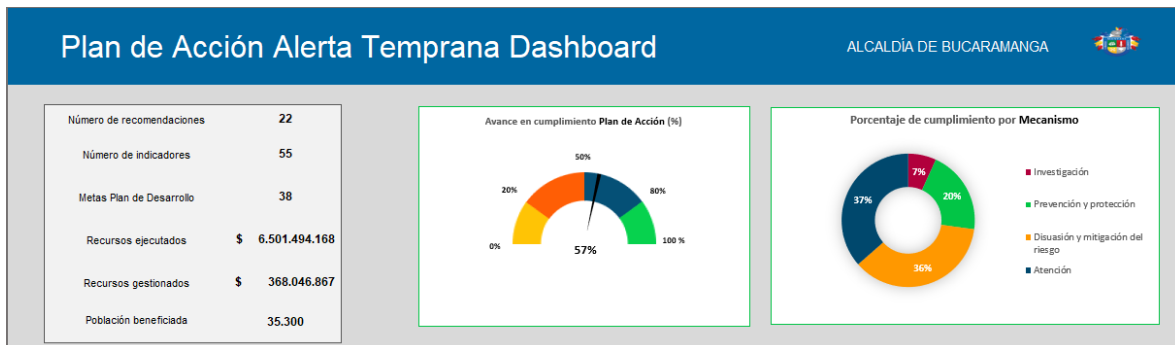 Plan de Acción Alerta Temprana Dashboard
ALCALDÍA DE BUCARAMANGA
Número de recomendaciones 22
Número de indicadores 55
Metas Plan de Desarrollo 38
Recursos ejecutados $ 6.501.494.168
Recursos gestionados $ 368.046.867
Población beneficiada 35.300
Avance en cumplimiento Plan de Acción (%)
50%
20%
80%
0%
100 %
57%
Porcentaje de cumplimiento por Mecanismo
7%
20%
37%
36%
Investigación
Prevención y protección
Disuasión y mitigación del
riesgo
Atención